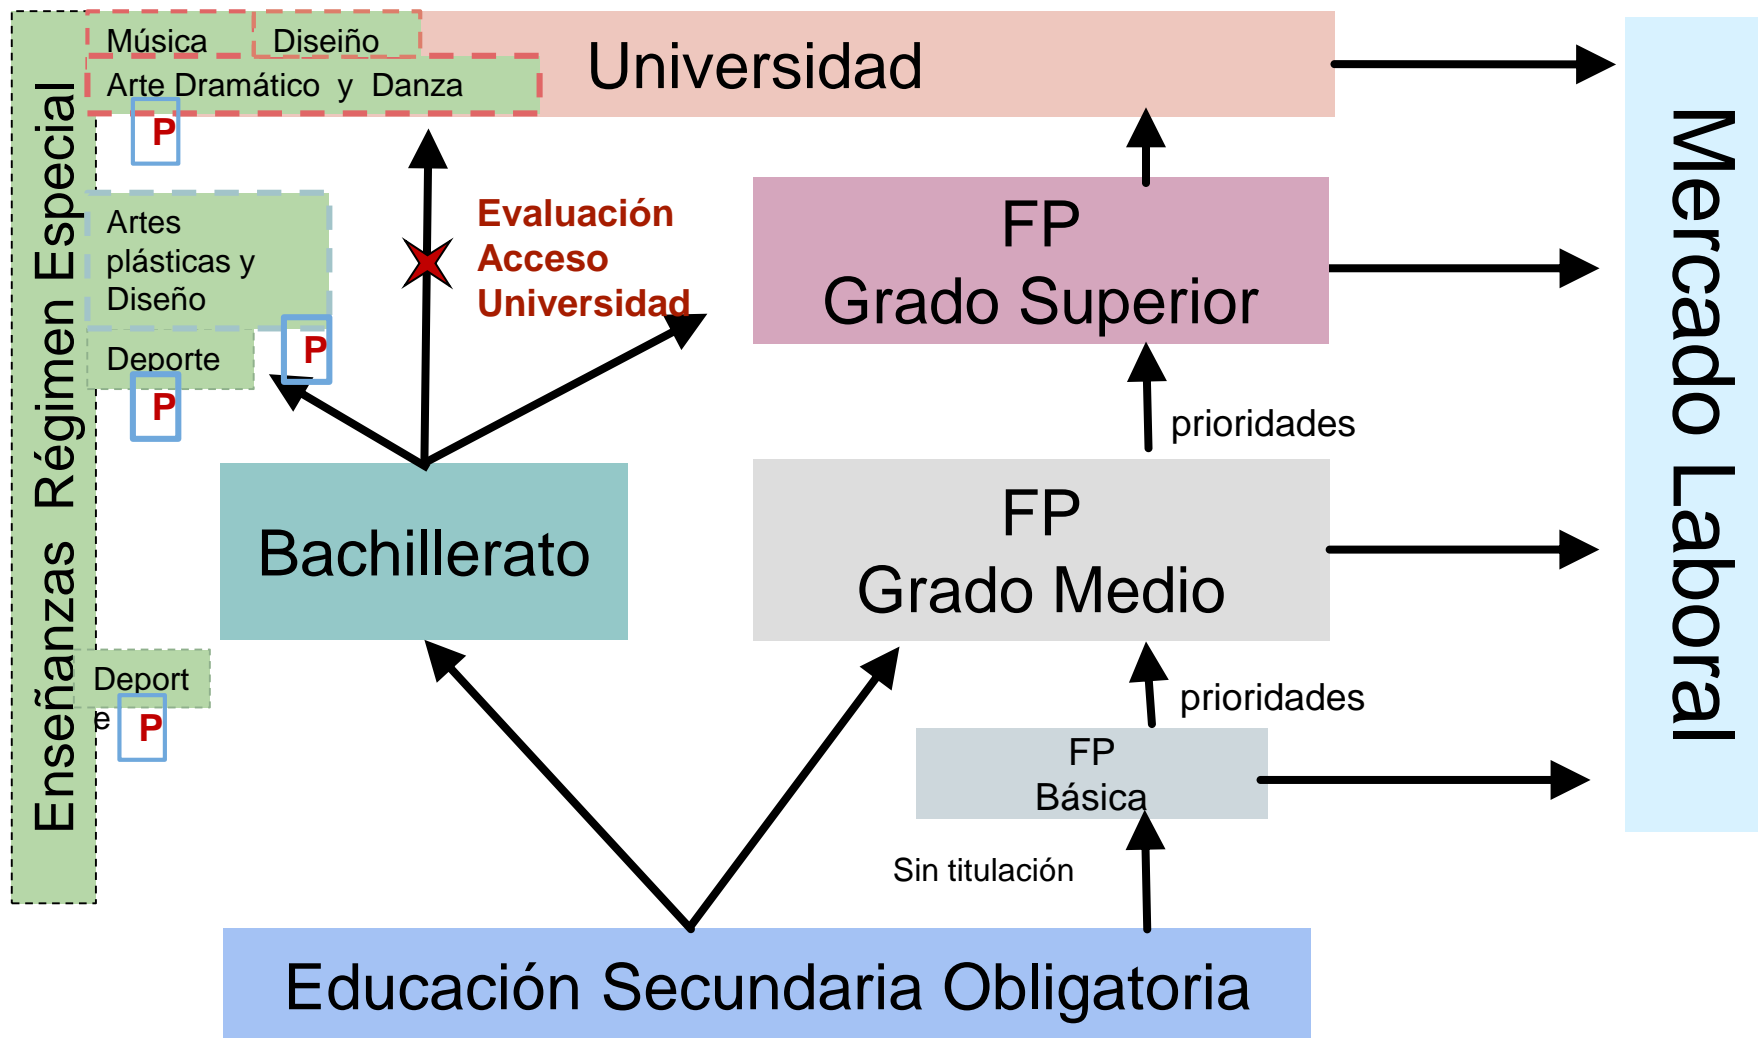 Música
Diseiño
Universidad
Arte Dramático y Danza
P
Enseñanzas Régimen Especial
Mercado Laboral
Artes
plásticas y
Diseño
P
Evaluación
Acceso
Universidad
FP
Grado Superior
Deporte
P
prioridades
Bachillerato
FP
Grado Medio
Deport
e
P
prioridades
FP
Básica
Sin titulación
Educación Secundaria Obligatoria